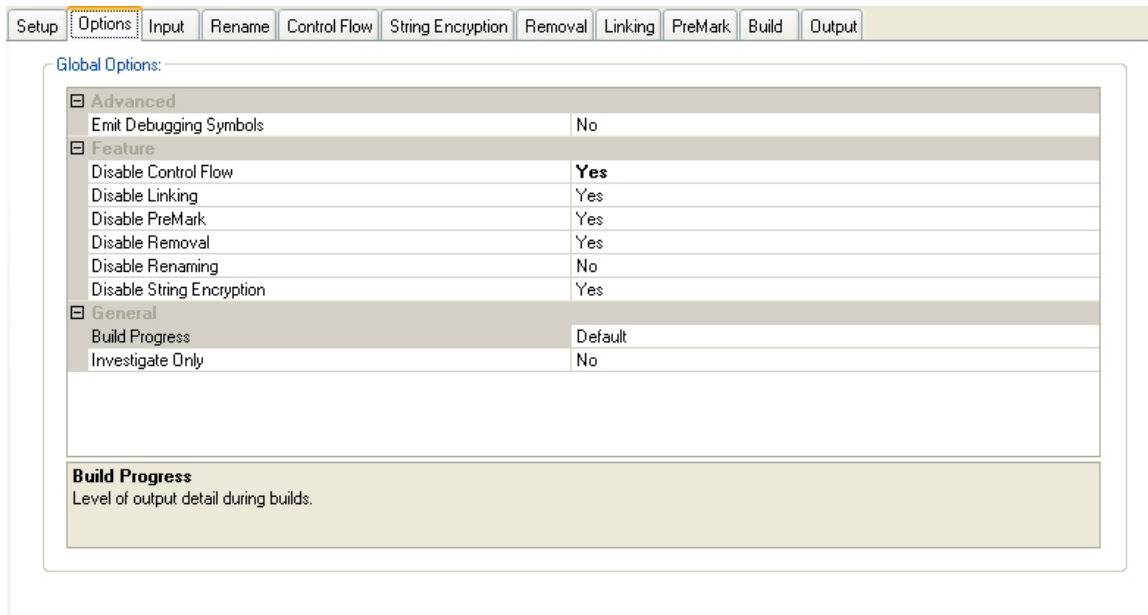 Setup Options Input Rename Control Flow String Encryption Removal Linking PreMark Build Output
Global Options:
Advanced
Emit Debugging Symbols No
Feature
Disable Control Flow Yes
Disable Linking Yes
Disable PreMark Yes
Disable Removal Yes
Disable Renaming No
Disable String Encryption Yes
General
Build Progress Default
Investigate Only No
Build Progress
Level of output detail during builds.